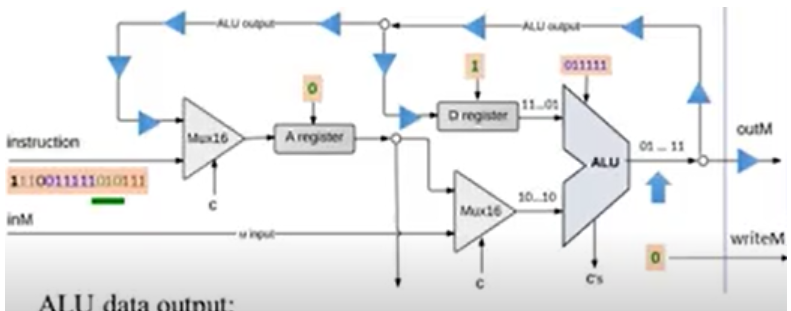 ALU output
ALU output
0
1
011111
Mux16
A register
D register
11...01
instruction
1110011111010111
C
inM
M input
Mux16
10...10
C
ALU
01 ... 11
outM
C's
0
writeM
ALU data output: